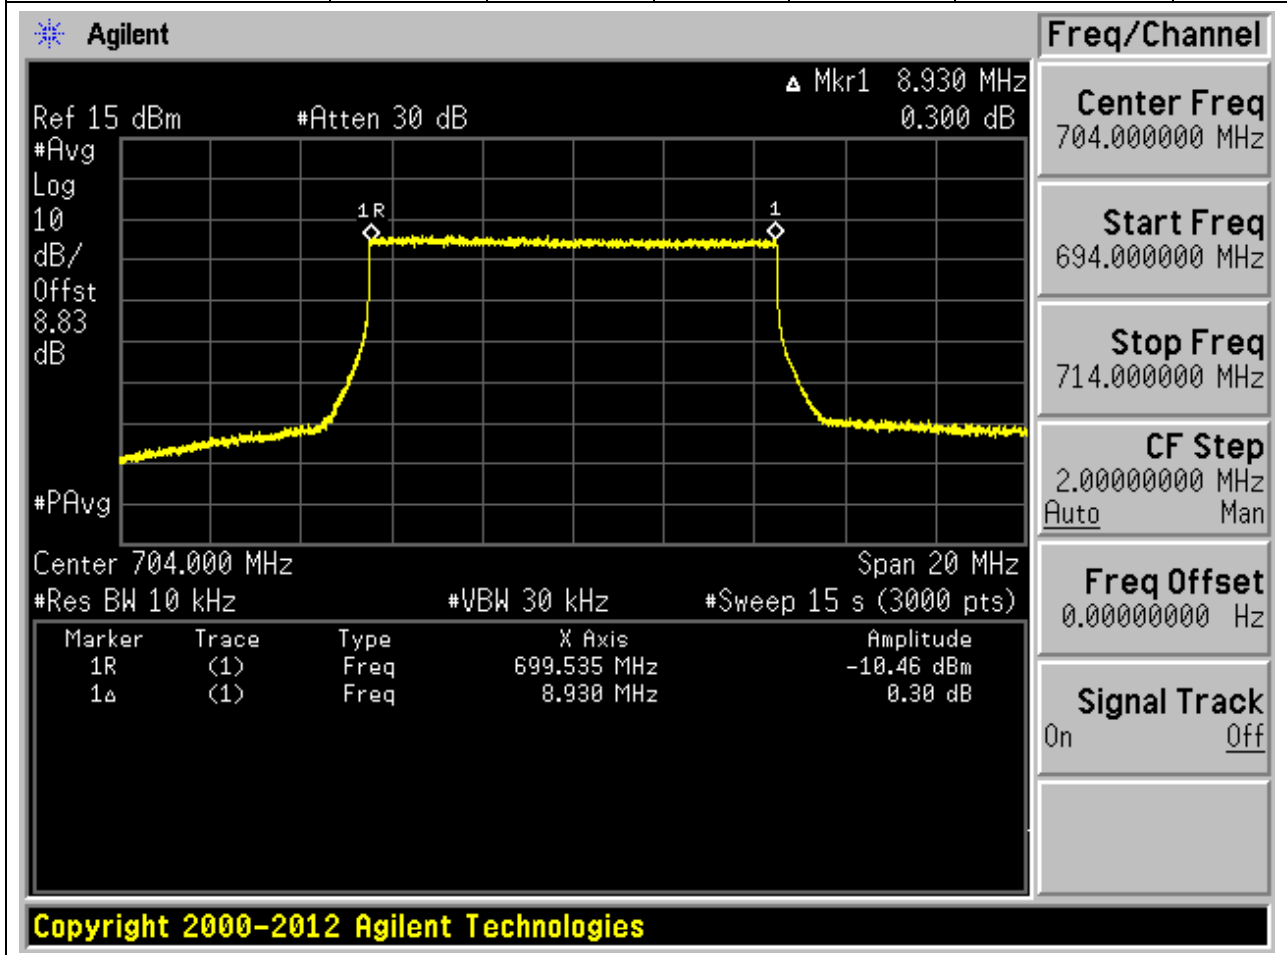 Agilent
Freq/Channel
Δ Mkr1 8.930 MHz
Ref 15 dBm #Atten 30 dB 0.300 dB
#Avg
Log
10
dB/
Offst
8.83
dB
#PAvg
1R
1
Center 704.000 MHz Span 20 MHz
#Res BW 10 kHz #VBW 30 kHz #Sweep 15 s (3000 pts)
Marker Trace Type X Axis Amplitude
1R (1) Freq 699.535 MHz -10.46 dBm
1Δ (1) Freq 8.930 MHz 0.30 dB
Center Freq
704.000000 MHz
Start Freq
694.000000 MHz
Stop Freq
714.000000 MHz
CF Step
2.00000000 MHz
Auto Man
Freq Offset
0.00000000 Hz
Signal Track
On Off
Copyright 2000-2012 Agilent Technologies